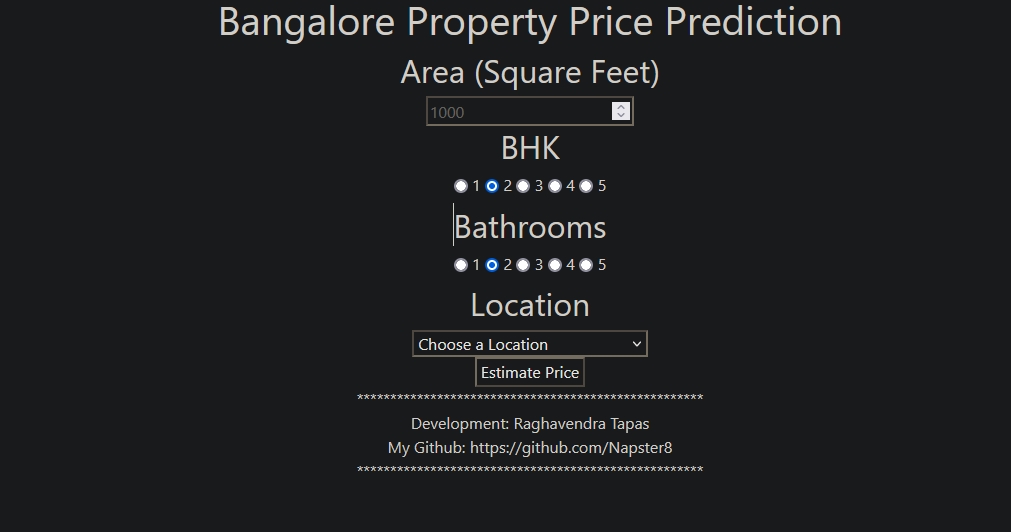 Bangalore Property Price Prediction
Area (Square Feet)
1000
BHK
1 2 3 4 5
Bathrooms
1 2 3 4 5
Location
Choose a Location
Estimate Price
****************************************************
Development: Raghavendra Tapas
My Github: https://github.com/Napster8
****************************************************